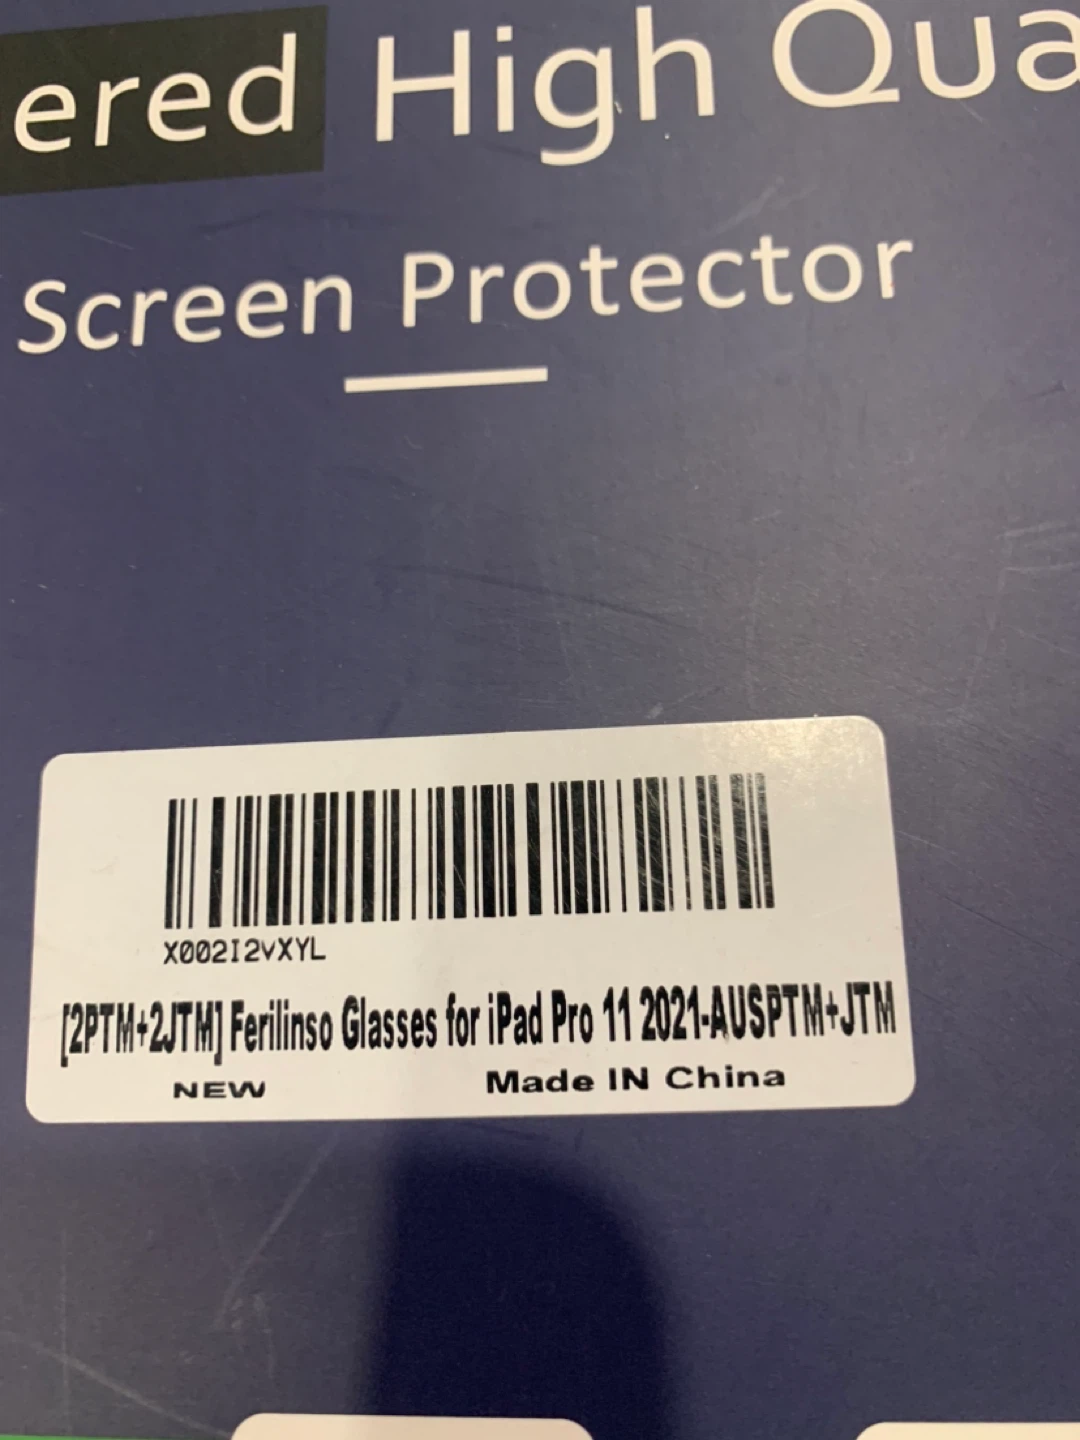 ered High Qua
Screen Protector
X002I2VXYL
[2PTM+2JTM] Ferilinso Glasses for iPad Pro 11 2021-AUSPTM+JTM
NEW Made IN China